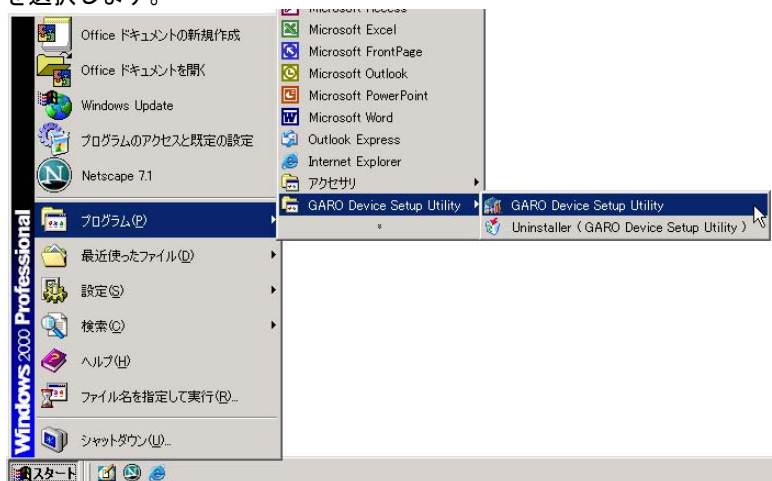 を選択します。
Office ドキュメントの新規作成
Office ドキュメントを開く
Windows Update
プログラムのアクセスと既定の設定
Netscape 7.1
プログラム(P)
最近使ったファイル(D)
設定(S)
検索(C)
ヘルプ(H)
ファイル名を指定して実行(R)...
シャットダウン(U)...
Windows 2000 Professional
スタート
Microsoft Access
Microsoft Excel
Microsoft FrontPage
Microsoft Outlook
Microsoft PowerPoint
Microsoft Word
Outlook Express
Internet Explorer
アクセサリ
GARO Device Setup Utility
GARO Device Setup Utility
Uninstaller ( GARO Device Setup Utility )